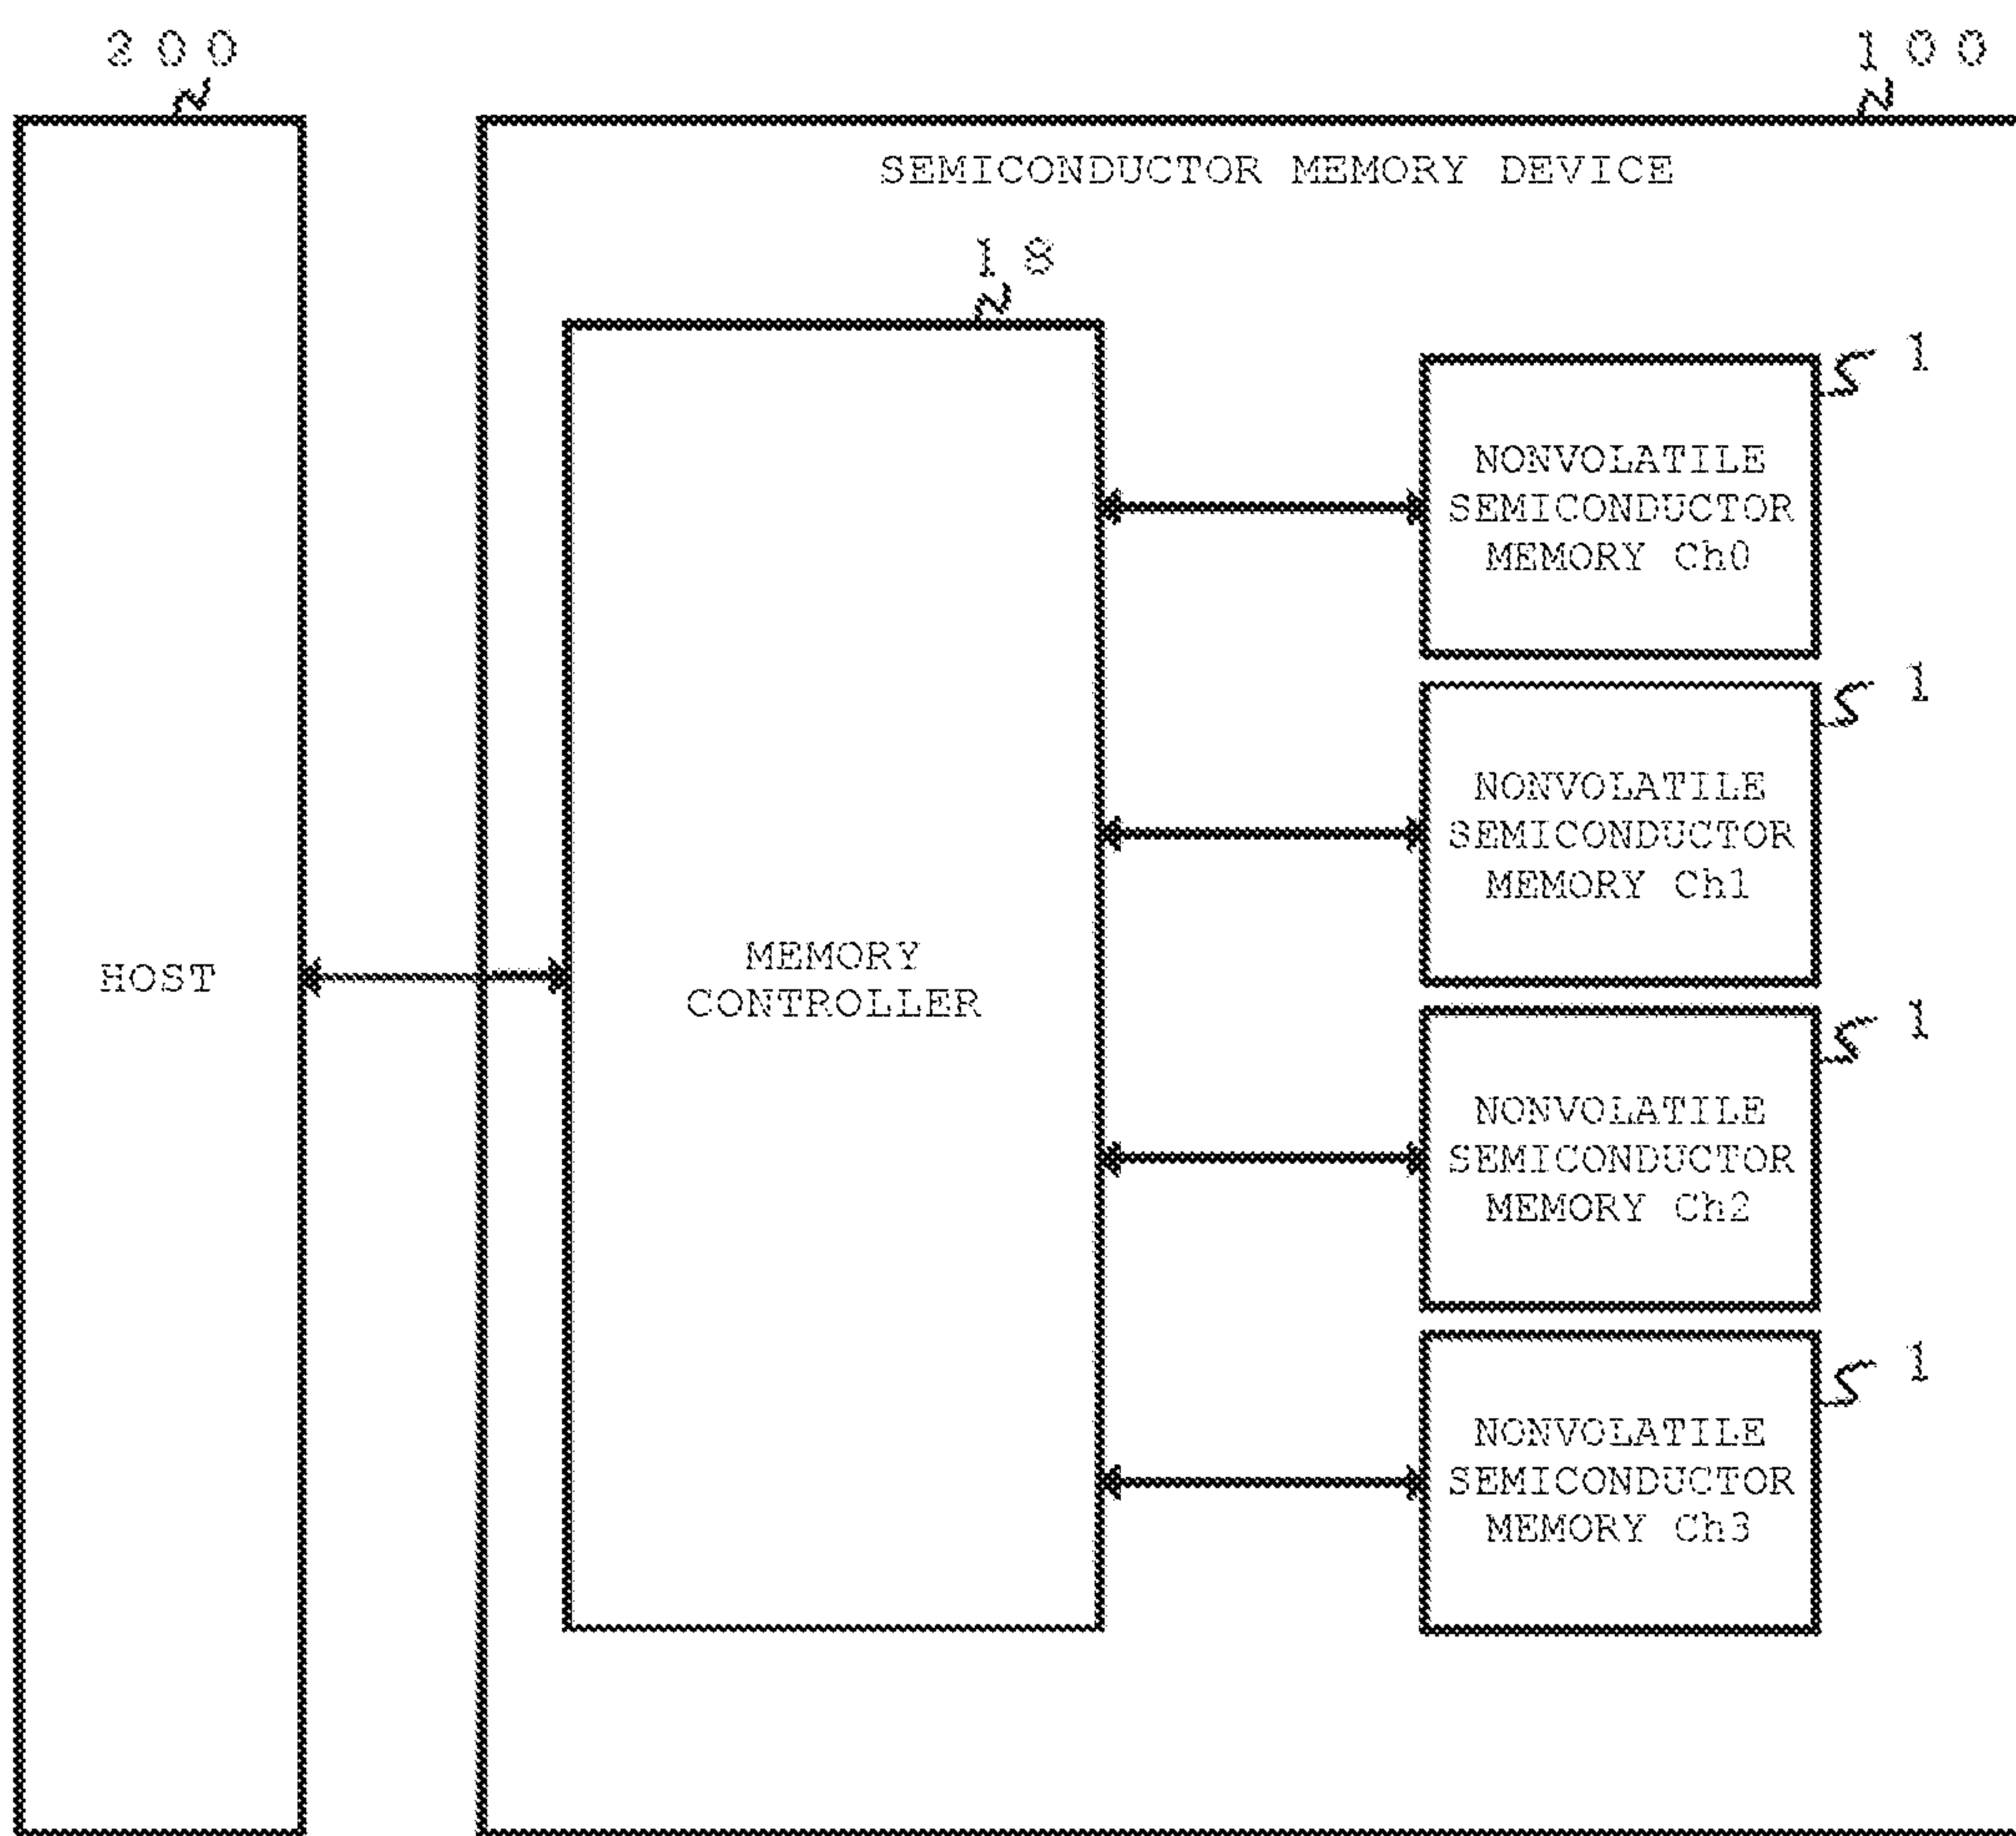 200
100
SEMICONDUCTOR MEMORY DEVICE
18
1
NONVOLATILE
SEMICONDUCTOR
MEMORY Ch0
1
NONVOLATILE
SEMICONDUCTOR
MEMORY Ch1
HOST
MEMORY
CONTROLLER
1
NONVOLATILE
SEMICONDUCTOR
MEMORY Ch2
1
NONVOLATILE
SEMICONDUCTOR
MEMORY Ch3